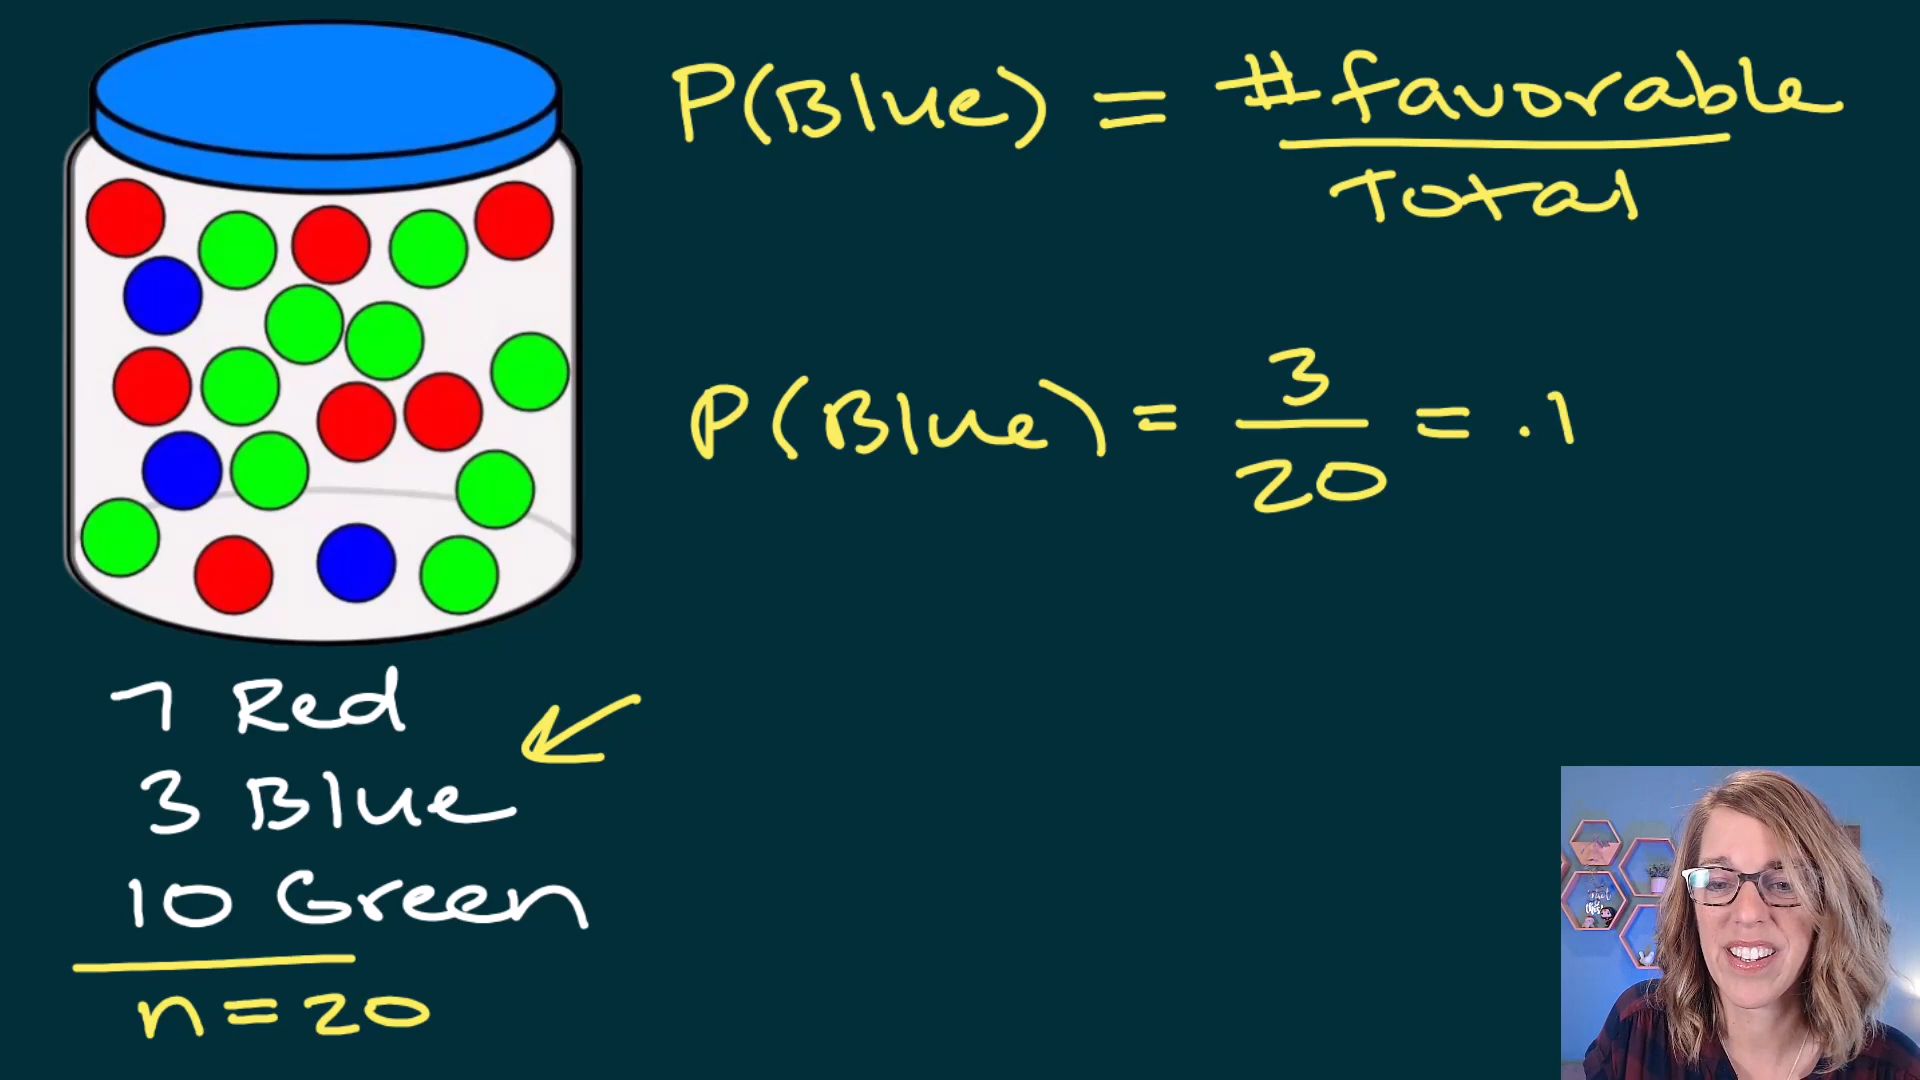 P(Blue) = #favorable / Total
P(Blue) = 3/20 = .1
7 Red
3 Blue
10 Green
n = 20